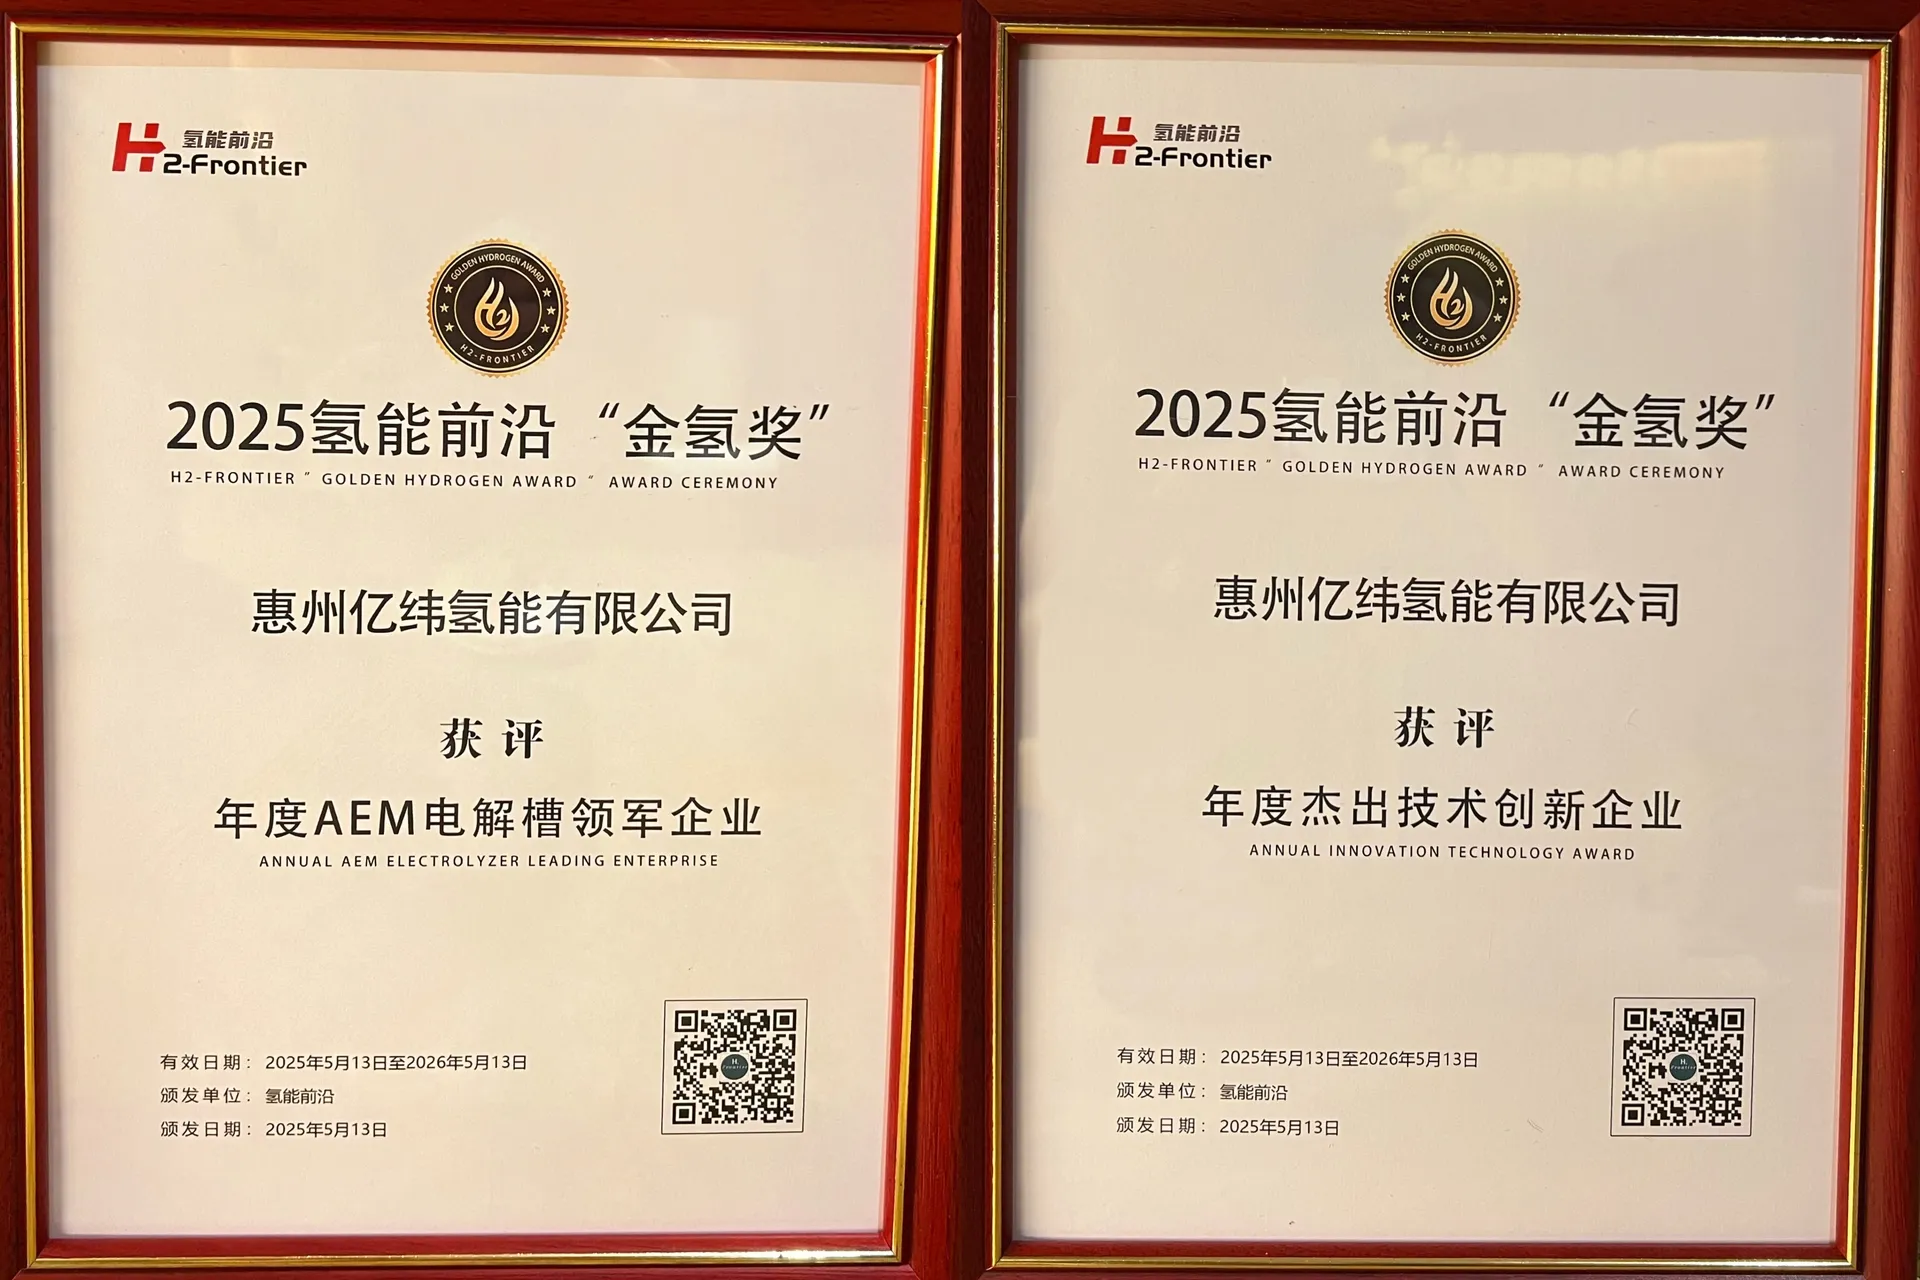 氢能前沿
H2-Frontier
GOLDEN HYDROGEN AWARD
H2
H2-FRONTIER
2025氢能前沿 “金氢奖”
H2-FRONTIER " GOLDEN HYDROGEN AWARD " AWARD CEREMONY
惠州亿纬氢能有限公司
获评
年度AEM电解槽领军企业
ANNUAL AEM ELECTROLYZER LEADING ENTERPRISE
有效日期： 2025年5月13日至2026年5月13日
颁发单位： 氢能前沿
颁发日期： 2025年5月13日
H2
Frontier
氢能前沿
H2-Frontier
GOLDEN HYDROGEN AWARD
H2
H2-FRONTIER
2025氢能前沿 “金氢奖”
H2-FRONTIER " GOLDEN HYDROGEN AWARD " AWARD CEREMONY
惠州亿纬氢能有限公司
获评
年度杰出技术创新企业
ANNUAL INNOVATION TECHNOLOGY AWARD
有效日期： 2025年5月13日至2026年5月13日
颁发单位： 氢能前沿
颁发日期： 2025年5月13日
H2
Frontier